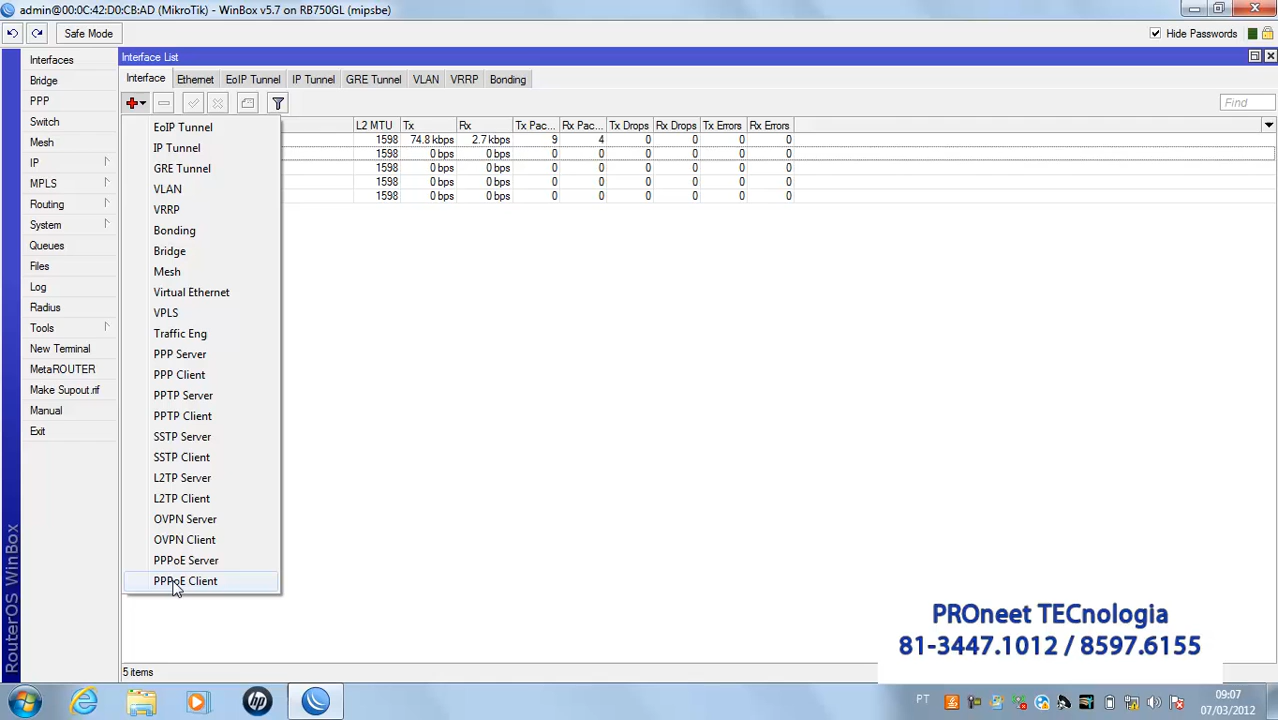 admin@00:0C:42:D0:CB:AD (MikroTik) - WinBox v5.7 on RB750GL (mipsbe)
Safe Mode
Hide Passwords
Interfaces
Bridge
PPP
Switch
Mesh
IP
MPLS
Routing
System
Queues
Files
Log
Radius
Tools
New Terminal
MetaROUTER
Make Supout.rif
Manual
Exit
RouterOS WinBox
Interface List
Interface Ethernet EoIP Tunnel IP Tunnel GRE Tunnel VLAN VRRP Bonding
Find
L2 MTU Tx Rx Tx Pac... Rx Pac... Tx Drops Rx Drops Tx Errors Rx Errors
1598 74.8 kbps 2.7 kbps 9 4 0 0 0 0
1598 0 bps 0 bps 0 0 0 0 0 0
1598 0 bps 0 bps 0 0 0 0 0 0
1598 0 bps 0 bps 0 0 0 0 0 0
1598 0 bps 0 bps 0 0 0 0 0 0
EoIP Tunnel
IP Tunnel
GRE Tunnel
VLAN
VRRP
Bonding
Bridge
Mesh
Virtual Ethernet
VPLS
Traffic Eng
PPP Server
PPP Client
PPTP Server
PPTP Client
SSTP Server
SSTP Client
L2TP Server
L2TP Client
OVPN Server
OVPN Client
PPPoE Server
PPPoE Client
5 items
PROneet TECnologia
81-3447.1012 / 8597.6155
hp
PT
09:07
07/03/2012